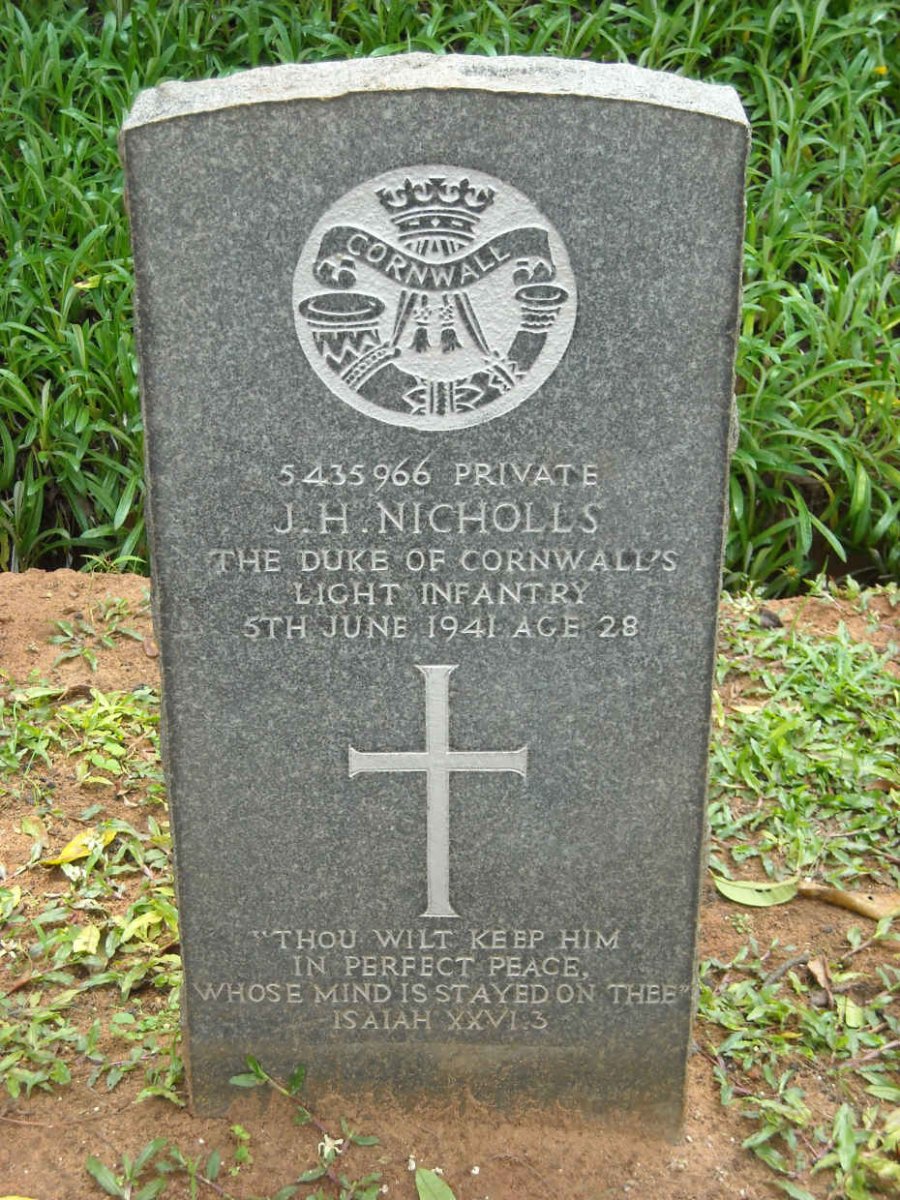 CORNWALL
5435966 PRIVATE
J.H.NICHOLLS
THE DUKE OF CORNWALL'S
LIGHT INFANTRY
5TH JUNE 1941 AGE 28
"THOU WILT KEEP HIM
IN PERFECT PEACE,
WHOSE MIND IS STAYED ON THEE"
ISAIAH XXVI.3